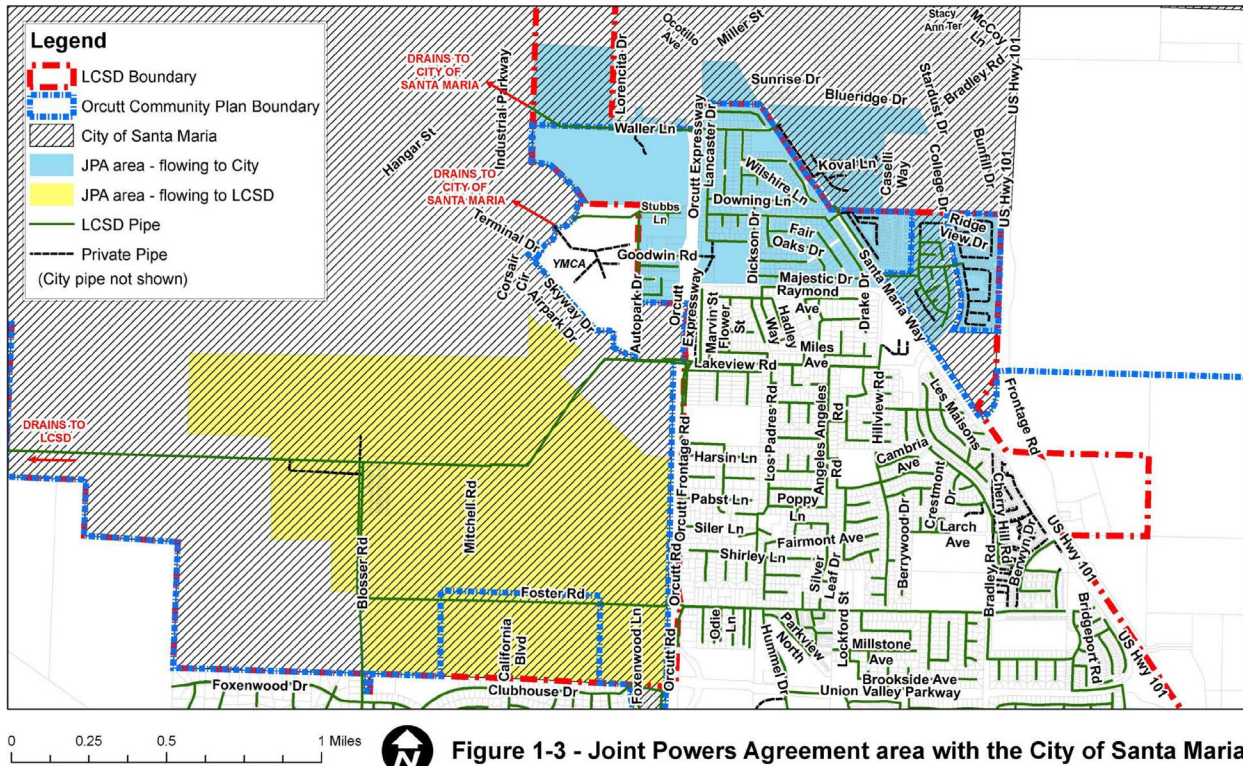 Legend
LCSD Boundary
Orcutt Community Plan Boundary
City of Santa Maria
JPA area - flowing to City
JPA area - flowing to LCSD
LCSD Pipe
Private Pipe
(City pipe not shown)
DRAINS TO
CITY OF
SANTA MARIA
Industrial Parkway
Hangar St
Lorencita Dr
Ocotillo
Ave
Miller St
Stacy
Ann Ter
McCoy
Ln
Bradley Rd
US Hwy 101
Sunrise Dr
Blueridge Dr
Stardust Dr
Bunfill Dr
Waller Ln
Orcutt Expressway
Lancaster Dr
Koval Ln
Caselli
Way
College Dr
US Hwy 101
DRAINS TO
CITY OF
SANTA MARIA
Wilshire Ln
Stubbs
Ln
Downing Ln
Ridge
View Dr
Terminal Dr
YMCA
Goodwin Rd
Dickson Dr
Fair
Oaks Dr
Santa Maria Way
Corsair
Cir
Skyway Dr
Airpark Dr
Autopark Dr
Orcutt
Expressway
Majestic Dr
Raymond
Ave
Drake Dr
Marvin St
Flower
St
Hadley
Way
Miles
Ave
Lakeview Rd
Les Maisons
Frontage Rd
DRAINS TO
LCSD
Orcutt Frontage Rd
Los Padres Rd
Angeles
Rd
Hillview Rd
Cambria
Ave
Harsin Ln
Angeles
Rd
Crestmont
Dr
Cherry Hill Rd
Mitchell Rd
Pabst Ln
Poppy
Ln
Siler Ln
Fairmont Ave
Larch
Ave
Berrywood Dr
Berwyn Dr
US Hwy 101
Shirley Ln
Silver
Leaf Dr
Blosser Rd
Foster Rd
Orcutt Rd
Bradley Rd
Odie
Ln
Lockford St
Bridgeport Rd
California
Blvd
Foxenwood Ln
Orcutt Rd
Hummel Dr
Parkview
North
Millstone
Ave
US Hwy 101
Brookside Ave
Foxenwood Dr
Clubhouse Dr
Union Valley Parkway
0 0.25 0.5 1 Miles
N
Figure 1-3 - Joint Powers Agreement area with the City of Santa Maria